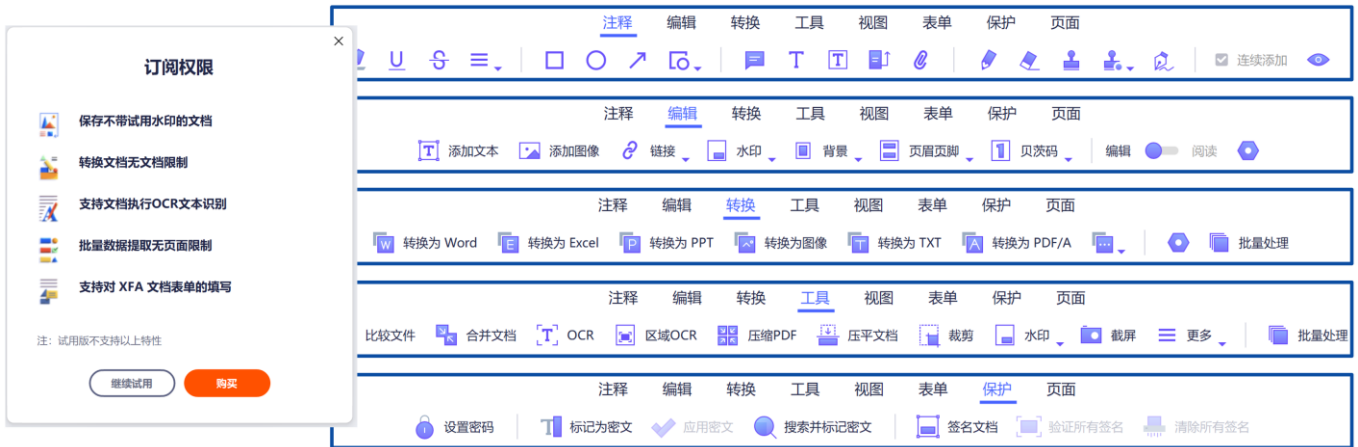 订阅权限
保存不带试用水印的文档
转换文档无文档限制
支持文档执行OCR文本识别
批量数据提取无页面限制
支持对 XFA 文档表单的填写
注：试用版不支持以上特性
继续试用 购买
注释 编辑 转换 工具 视图 表单 保护 页面
连续添加
注释 编辑 转换 工具 视图 表单 保护 页面
添加文本 添加图像 链接 水印 背景 页眉页脚 贝茨码 编辑 阅读
注释 编辑 转换 工具 视图 表单 保护 页面
转换为 Word 转换为 Excel 转换为 PPT 转换为图像 转换为 TXT 转换为 PDF/A 批量处理
注释 编辑 转换 工具 视图 表单 保护 页面
比较文件 合并文档 OCR 区域OCR 压缩PDF 压平文档 裁剪 水印 截屏 更多 批量处理
注释 编辑 转换 工具 视图 表单 保护 页面
设置密码 标记为密文 应用密文 搜索并标记密文 签名文档 验证所有签名 清除所有签名